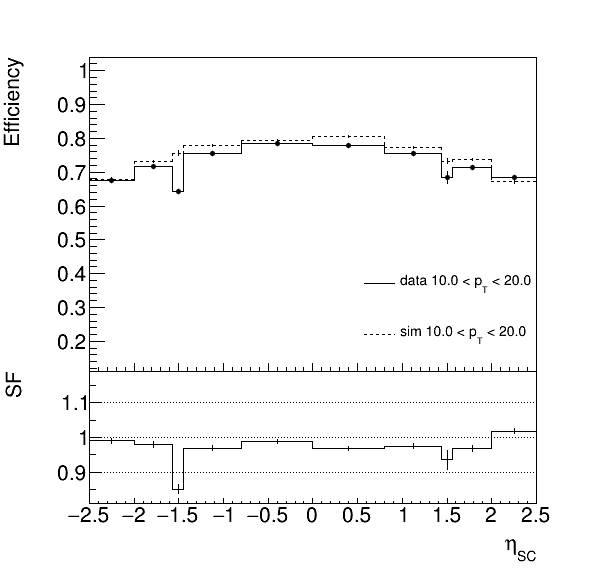 Efficiency
1
0.9
0.8
0.7
0.6
0.5
0.4
0.3
0.2
data 10.0 < p_T < 20.0
sim 10.0 < p_T < 20.0
SF
1.1
1
0.9
−2.5 −2 −1.5 −1 −0.5 0 0.5 1 1.5 2 2.5
η_SC